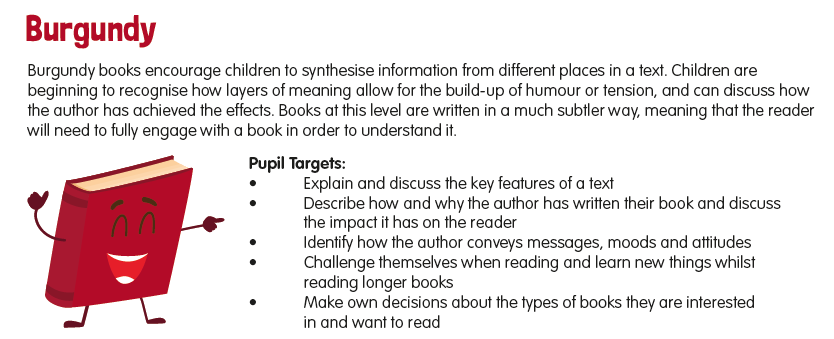 Burgundy
Burgundy books encourage children to synthesise information from different places in a text. Children are
beginning to recognise how layers of meaning allow for the build-up of humour or tension, and can discuss how
the author has achieved the effects. Books at this level are written in a much subtler way, meaning that the reader
will need to fully engage with a book in order to understand it.
Pupil Targets:
• Explain and discuss the key features of a text
• Describe how and why the author has written their book and discuss
the impact it has on the reader
• Identify how the author conveys messages, moods and attitudes
• Challenge themselves when reading and learn new things whilst
reading longer books
• Make own decisions about the types of books they are interested
in and want to read